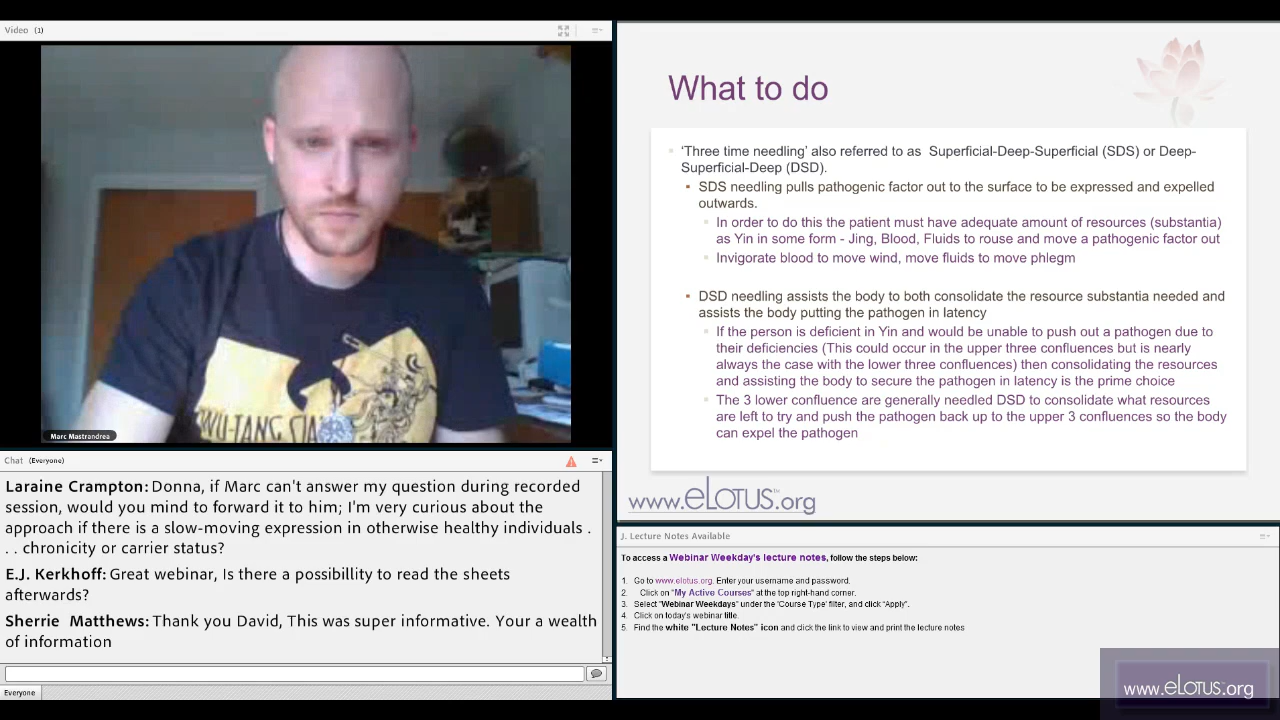 Video (1)
WU-TANG
Marc Mastrandrea
Chat (Everyone)
Laraine Crampton: Donna, if Marc can't answer my question during recorded
session, would you mind to forward it to him; I'm very curious about the
approach if there is a slow-moving expression in otherwise healthy individuals .
. . chronicity or carrier status?
E.J. Kerkhoff: Great webinar, Is there a possibillity to read the sheets
afterwards?
Sherrie Matthews: Thank you David, This was super informative. Your a wealth
of information
Everyone
What to do
'Three time needling' also referred to as Superficial-Deep-Superficial (SDS) or Deep-
Superficial-Deep (DSD).
SDS needling pulls pathogenic factor out to the surface to be expressed and expelled
outwards.
In order to do this the patient must have adequate amount of resources (substantia)
as Yin in some form - Jing, Blood, Fluids to rouse and move a pathogenic factor out
Invigorate blood to move wind, move fluids to move phlegm
DSD needling assists the body to both consolidate the resource substantia needed and
assists the body putting the pathogen in latency
If the person is deficient in Yin and would be unable to push out a pathogen due to
their deficiencies (This could occur in the upper three confluences but is nearly
always the case with the lower three confluences) then consolidating the resources
and assisting the body to secure the pathogen in latency is the prime choice
The 3 lower confluence are generally needled DSD to consolidate what resources
are left to try and push the pathogen back up to the upper 3 confluences so the body
can expel the pathogen
www.eLOTUS.org
J. Lecture Notes Available
To access a Webinar Weekday's lecture notes, follow the steps below:
1. Go to www.elotus.org. Enter your username and password.
2. Click on "My Active Courses" at the top right-hand corner.
3. Select "Webinar Weekdays" under the 'Course Type' filter, and click "Apply".
4. Click on today's webinar title.
5. Find the white "Lecture Notes" icon and click the link to view and print the lecture notes
www.eLOTUS.org